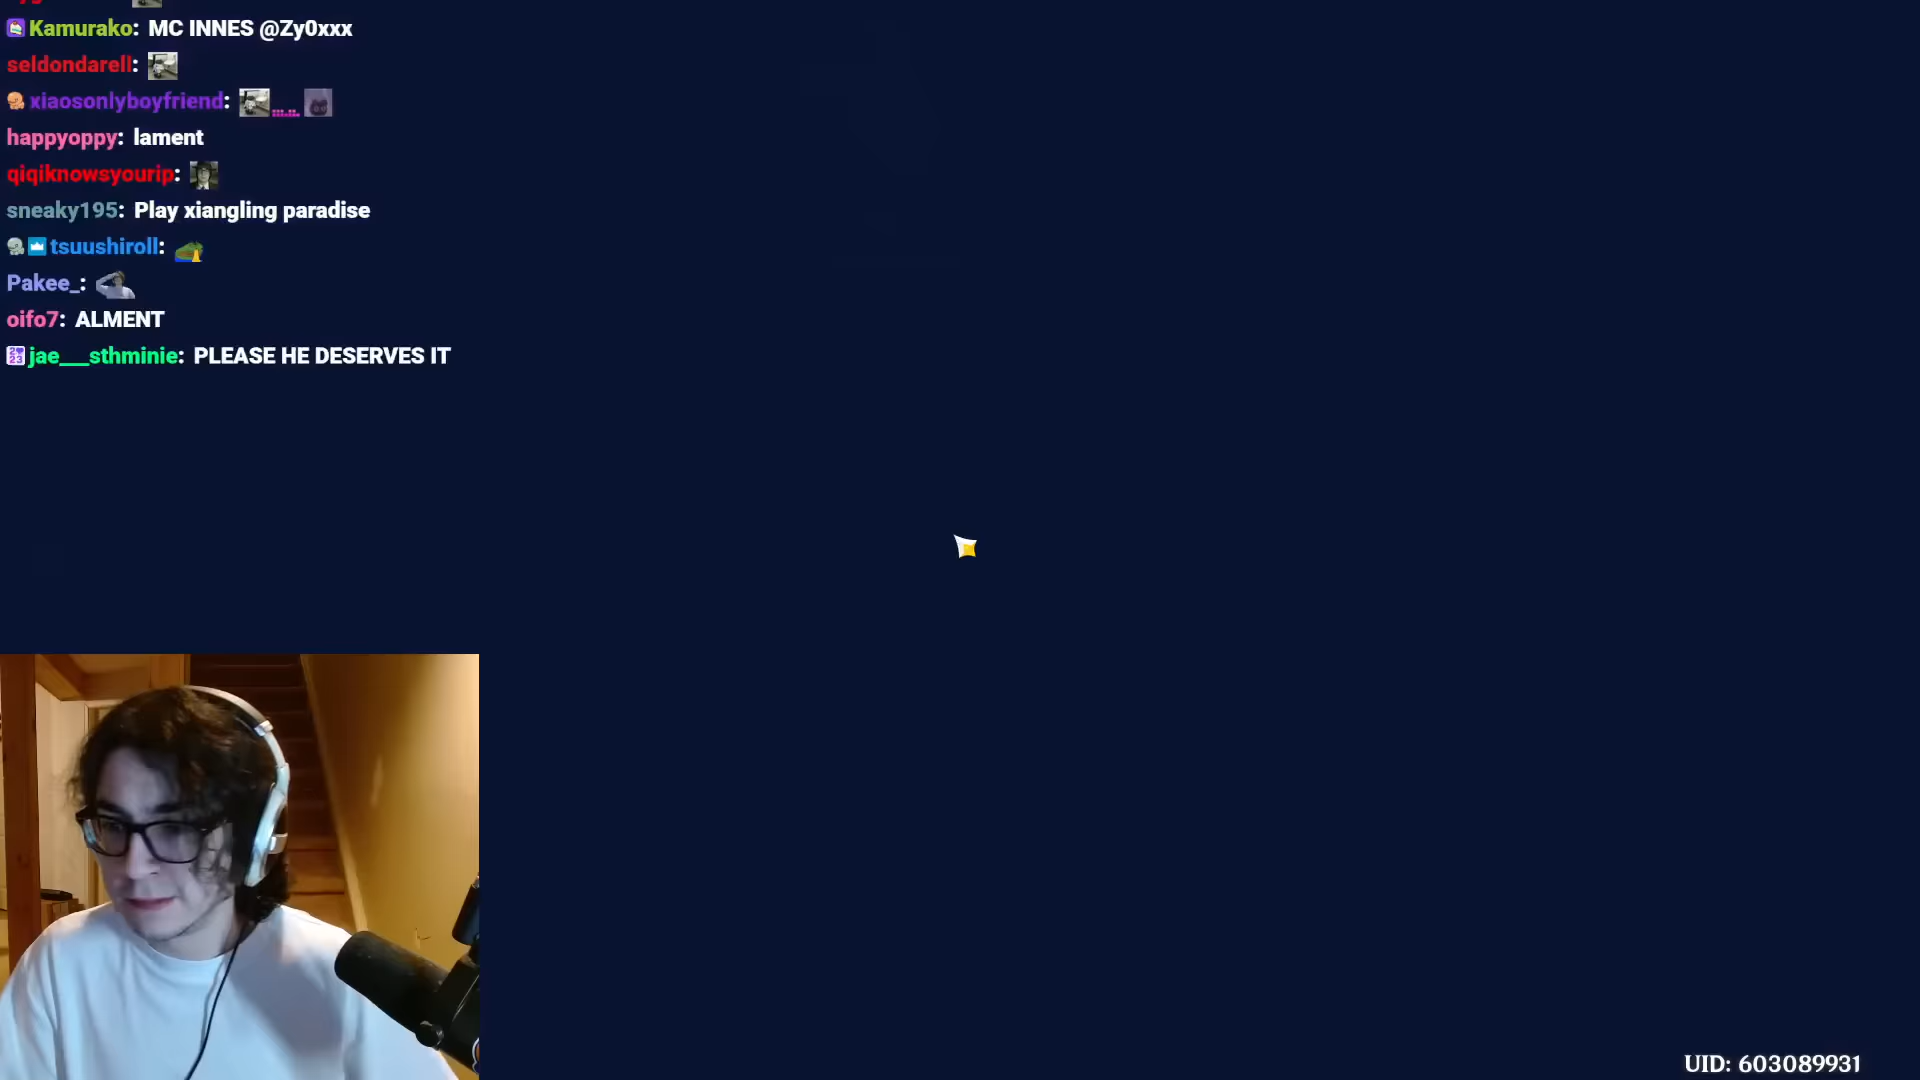 Kamurako: MC INNES @Zy0xxx
seldondarell:
xiaosonlyboyfriend:
happyoppy: lament
qiqiknowsyourip:
sneaky195: Play xiangling paradise
tsuushiroll:
Pakee_:
oifo7: ALMENT
jae___sthminie: PLEASE HE DESERVES IT
UID: 603089931